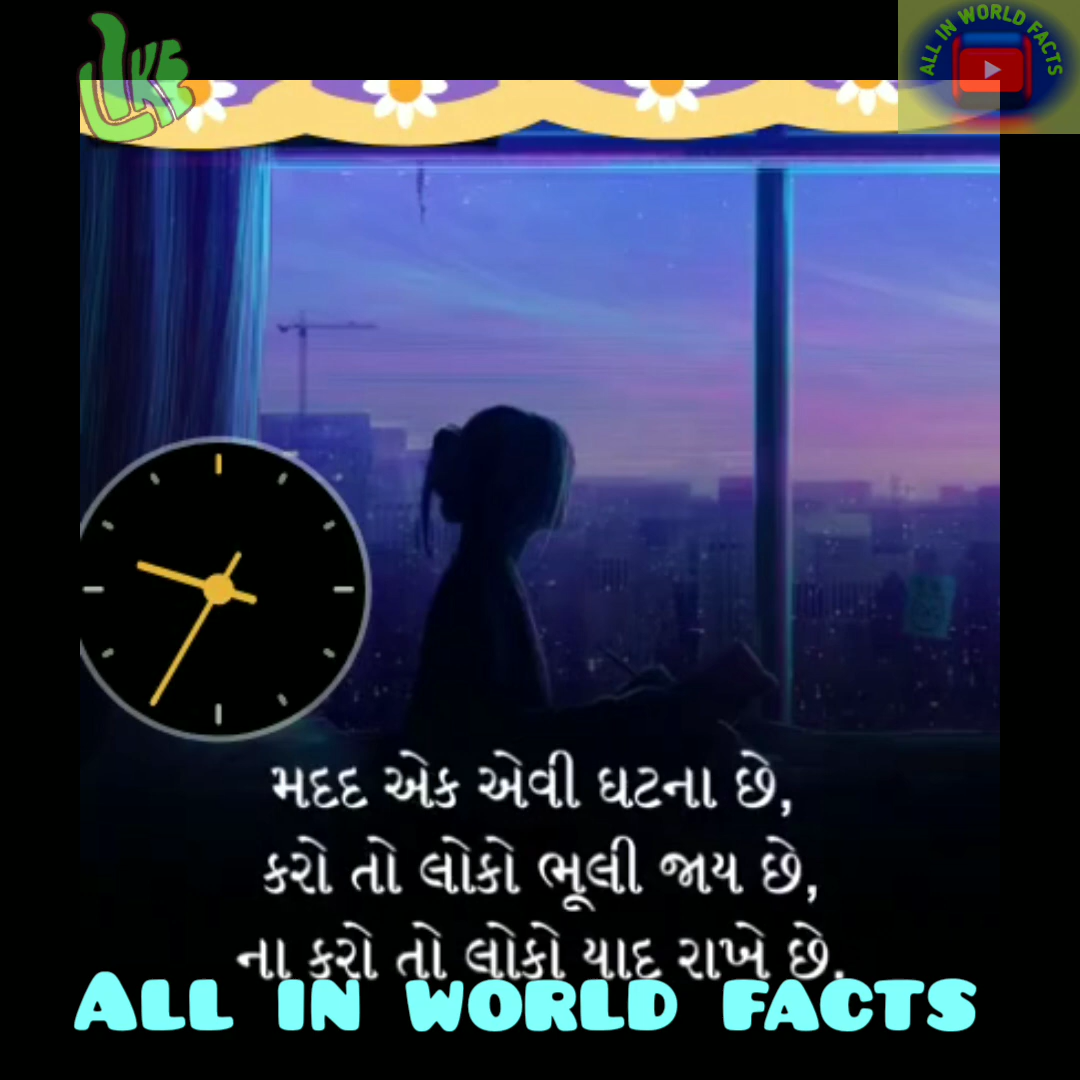 LIKE
ALL IN WORLD FACTS
મદદ એક એવી ઘટના છે,
કરો તો લોકો ભૂલી જાય છે,
ના કરો તો લોકો યાદ રાખે છે.
ALL IN WORLD FACTS